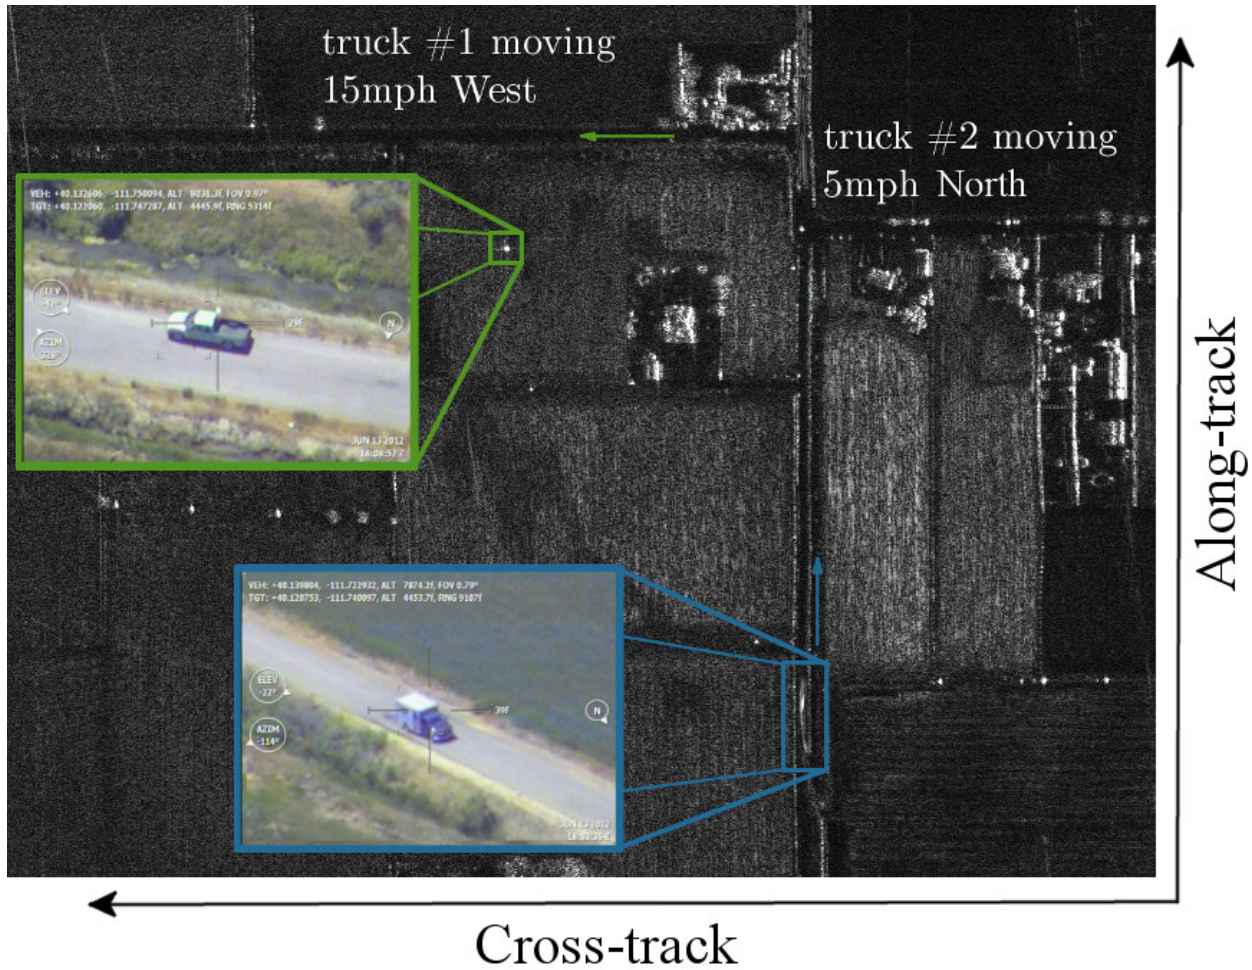 truck #1 moving
15mph West
truck #2 moving
5mph North
VEH: +40.132606, -111.750094, ALT 8031.3f, FOV 0.97°
TGT: +40.122060, -111.747287, ALT 4445.9f, RNG 5314f
ELEV
29f
N
AZIM
JUN 13 2012
Along-track
VEH: +40.139804, -111.722932, ALT 7874.2f, FOV 0.79°
TGT: +40.120753, -111.740097, ALT 4453.7f, RNG 9107f
ELEV
-22°
39f
N
AZIM
-114°
JUN 13 2012
Cross-track